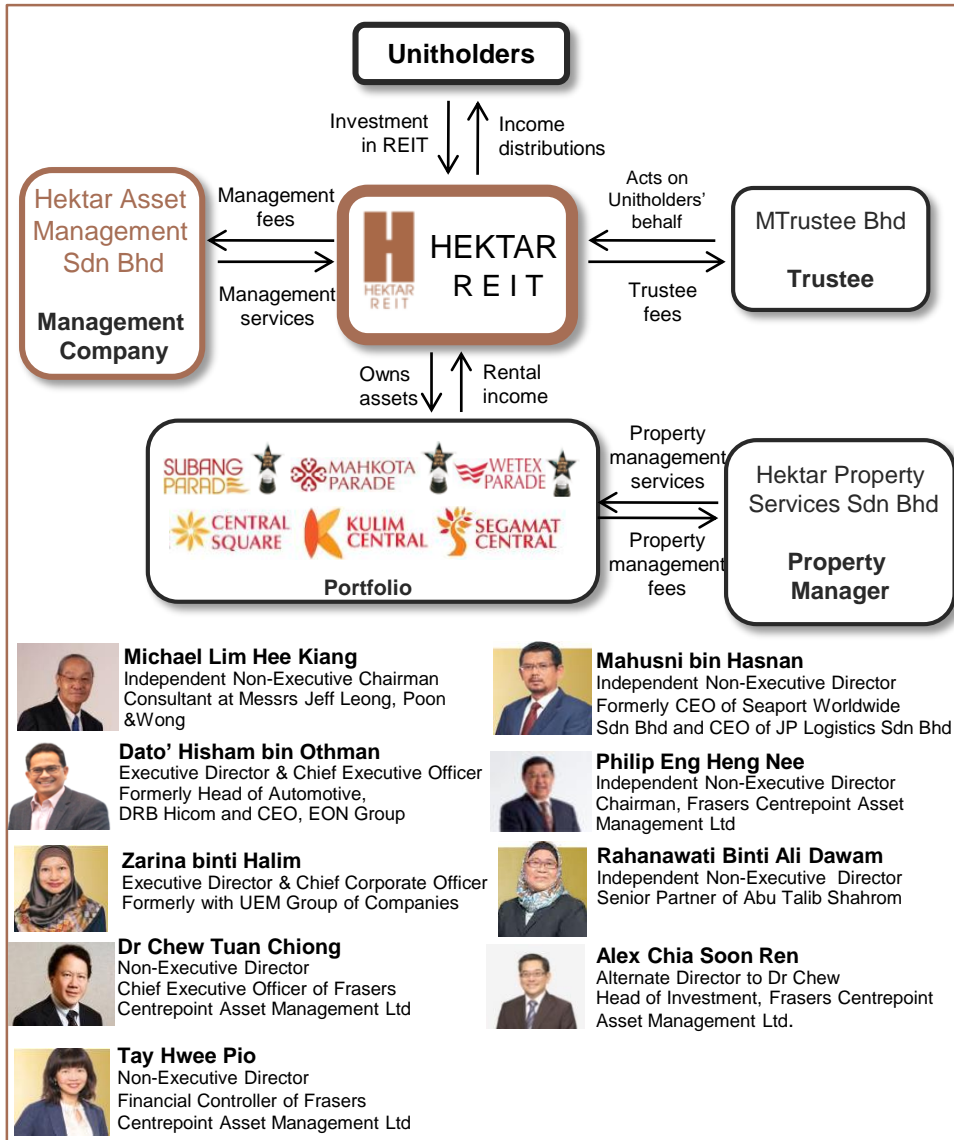 Unitholders
Investment
in REIT
Income
distributions
Hektar Asset
Management
Sdn Bhd
Management
Company
Management
fees
Management
services
HEKTAR
REIT
HEKTAR
REIT
Acts on
Unitholders'
behalf
Trustee
fees
MTrustee Bhd
Trustee
Owns
assets
Rental
income
SUBANG
PARADE
MAHKOTA
PARADE
WETEX
PARADE
CENTRAL
SQUARE
KULIM
CENTRAL
SEGAMAT
CENTRAL
Portfolio
Property
management
services
Property
management
fees
Hektar Property
Services Sdn Bhd
Property
Manager
Michael Lim Hee Kiang
Independent Non-Executive Chairman
Consultant at Messrs Jeff Leong, Poon
&Wong
Dato' Hisham bin Othman
Executive Director & Chief Executive Officer
Formerly Head of Automotive,
DRB Hicom and CEO, EON Group
Zarina binti Halim
Executive Director & Chief Corporate Officer
Formerly with UEM Group of Companies
Dr Chew Tuan Chiong
Non-Executive Director
Chief Executive Officer of Frasers
Centrepoint Asset Management Ltd
Tay Hwee Pio
Non-Executive Director
Financial Controller of Frasers
Centrepoint Asset Management Ltd
Mahusni bin Hasnan
Independent Non-Executive Director
Formerly CEO of Seaport Worldwide
Sdn Bhd and CEO of JP Logistics Sdn Bhd
Philip Eng Heng Nee
Independent Non-Executive Director
Chairman, Frasers Centrepoint Asset
Management Ltd
Rahanawati Binti Ali Dawam
Independent Non-Executive Director
Senior Partner of Abu Talib Shahrom
Alex Chia Soon Ren
Alternate Director to Dr Chew
Head of Investment, Frasers Centrepoint
Asset Management Ltd.